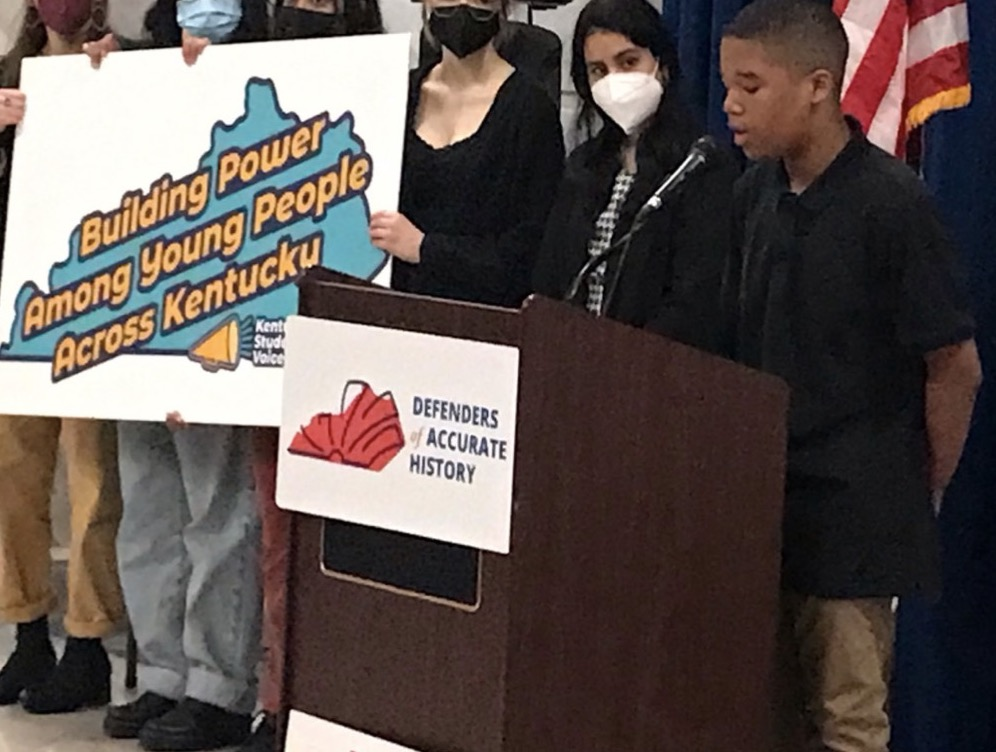 Building Power
Among Young People
Across Kentucky
DEFENDERS
of ACCURATE
HISTORY